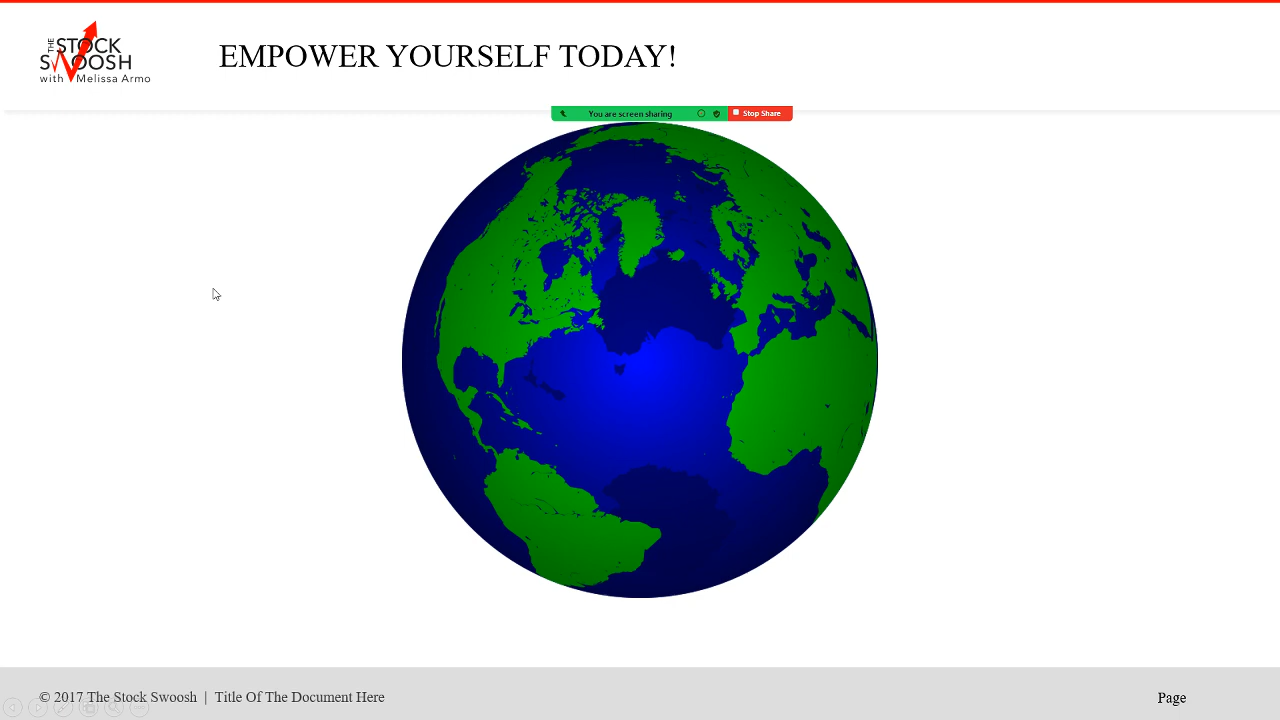 THE STOCK
SWOOSH
with Melissa Armo
EMPOWER YOURSELF TODAY!
You are screen sharing
Stop Share
© 2017 The Stock Swoosh | Title Of The Document Here
Page